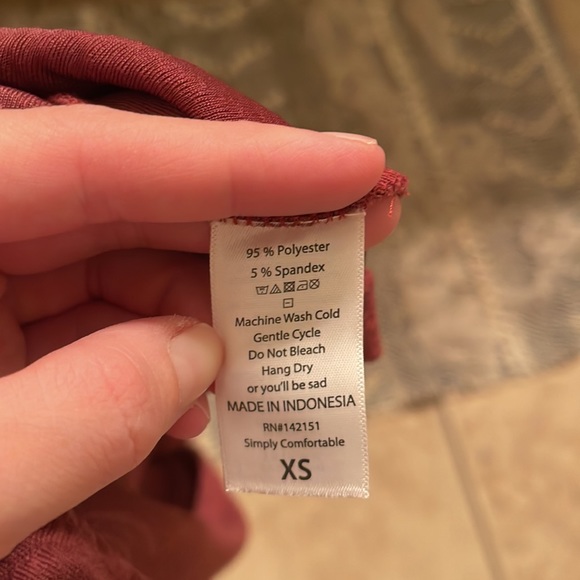 95 % Polyester
5 % Spandex
Machine Wash Cold
Gentle Cycle
Do Not Bleach
Hang Dry
or you'll be sad
MADE IN INDONESIA
RN#142151
Simply Comfortable
XS